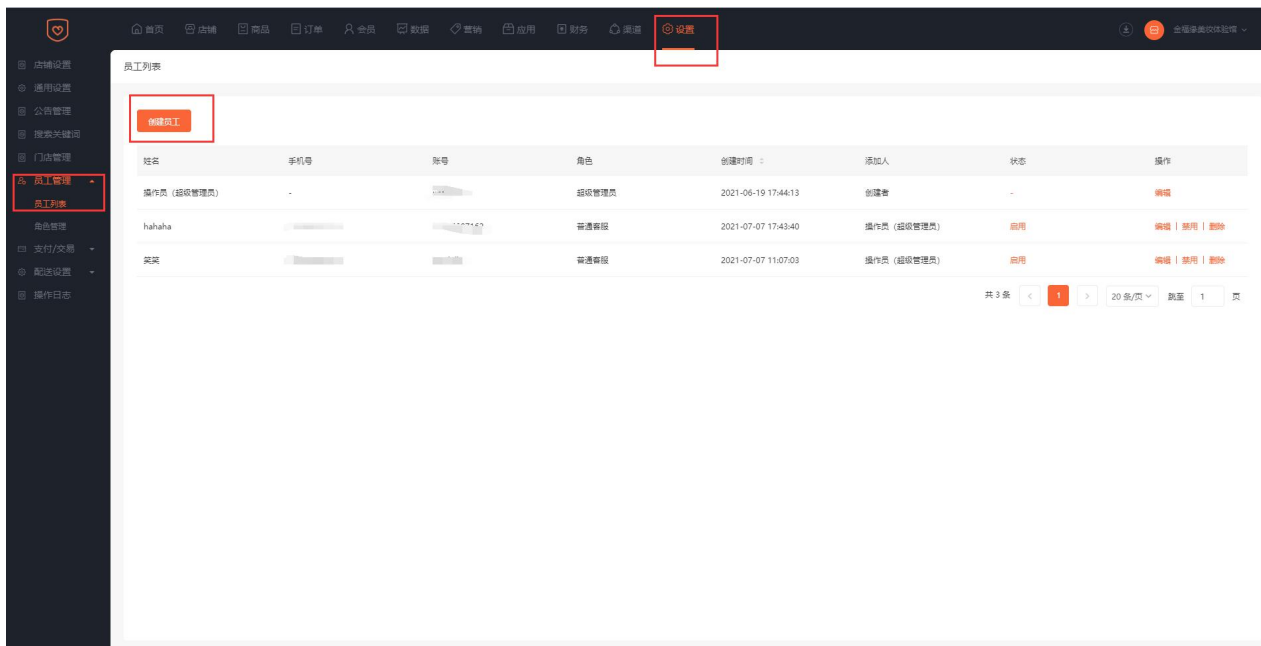 首页 店铺 商品 订单 会员 数据 营销 应用 财务 渠道 设置
店铺设置
通用设置
公告管理
搜索关键词
门店管理
员工管理
员工列表
角色管理
支付/交易
配送设置
操作日志
员工列表
创建员工
姓名 手机号 账号 角色 创建时间 添加人 状态 操作
操作员（超级管理员） - 超级管理员 2021-06-19 17:44:13 创建者 - 编辑
hahaha 普通客服 2021-07-07 17:43:40 操作员（超级管理员） 启用 编辑 | 禁用 | 删除
笑笑 普通客服 2021-07-07 11:07:03 操作员（超级管理员） 启用 编辑 | 禁用 | 删除
共 3 条 < 1 > 20 条/页 跳至 1 页